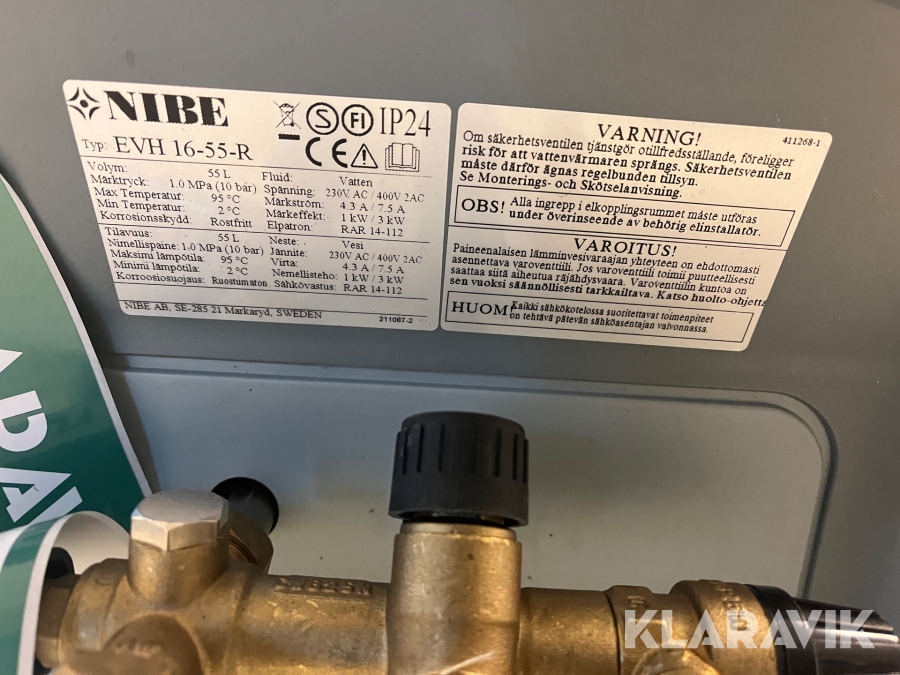 NIBE
S FI IP24
CE
Typ: EVH 16-55-R
Volym: 55 L
Märktryck: 1.0 MPa (10 bar)
Max Temperatur: 95 °C
Min Temperatur: 2 °C
Korrosionsskydd: Rostfritt
Fluid: Vatten
Spänning: 230V AC / 400V 2AC
Märkström: 4.3 A / 7.5 A
Märkeffekt: 1 kW / 3 kW
Elpatron: RAR 14-112
Tilavuus: 55 L
Nimellispaine: 1.0 MPa (10 bar)
Maksimi lämpötila: 95 °C
Minimi lämpötila: 2 °C
Korroosiosuojaus: Ruostumaton
Neste: Vesi
Jännite: 230V AC / 400V 2AC
Virta: 4.3 A / 7.5 A
Nemellisteho: 1 kW / 3 kW
Sähkövastus: RAR 14-112
NIBE AB, SE-285 21 Markaryd, SWEDEN
211087-2
VARNING!
411268-1
Om säkerhetsventilen tjänstgör otillfredsställande, föreligger
risk för att vattenvärmaren sprängs. Säkerhetsventilen
måste därför ägnas regelbunden tillsyn.
Se Monterings- och Skötselanvisning.
OBS! Alla ingrepp i elkopplingsrummet måste utföras
under överinseende av behörig elinstallatör.
VAROITUS!
Paineenalaisen lämminvesivaraajan yhteyteen on ehdottomasti
asennettava varoventtiili. Jos varoventtiili toimii puutteellisesti
saattaa siitä aiheutua räjähdysvaara. Varoventtiilin kuntoa on
sen vuoksi säännöllisesti tarkkailtava. Katso huolto-ohjetta
HUOM! Kaikki sähkökotelossa suoritettavat toimenpiteet
on tehtävä pätevän sähköasentajan valvonnassa.
KLARAVIK